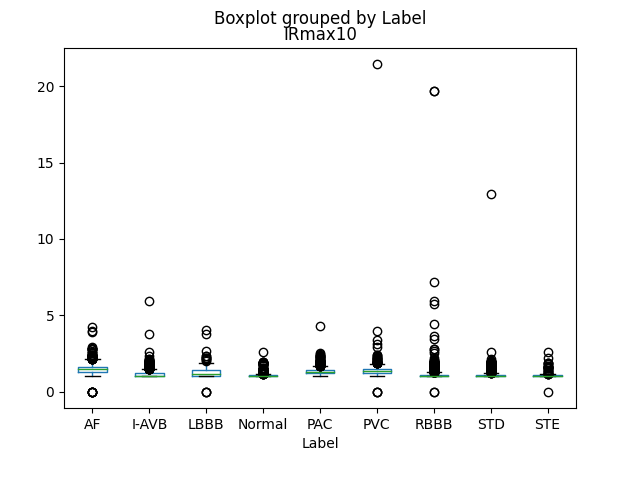 Boxplot grouped by Label
IRmax10
20
15
10
5
0
AF I-AVB LBBB Normal PAC PVC RBBB STD STE
Label